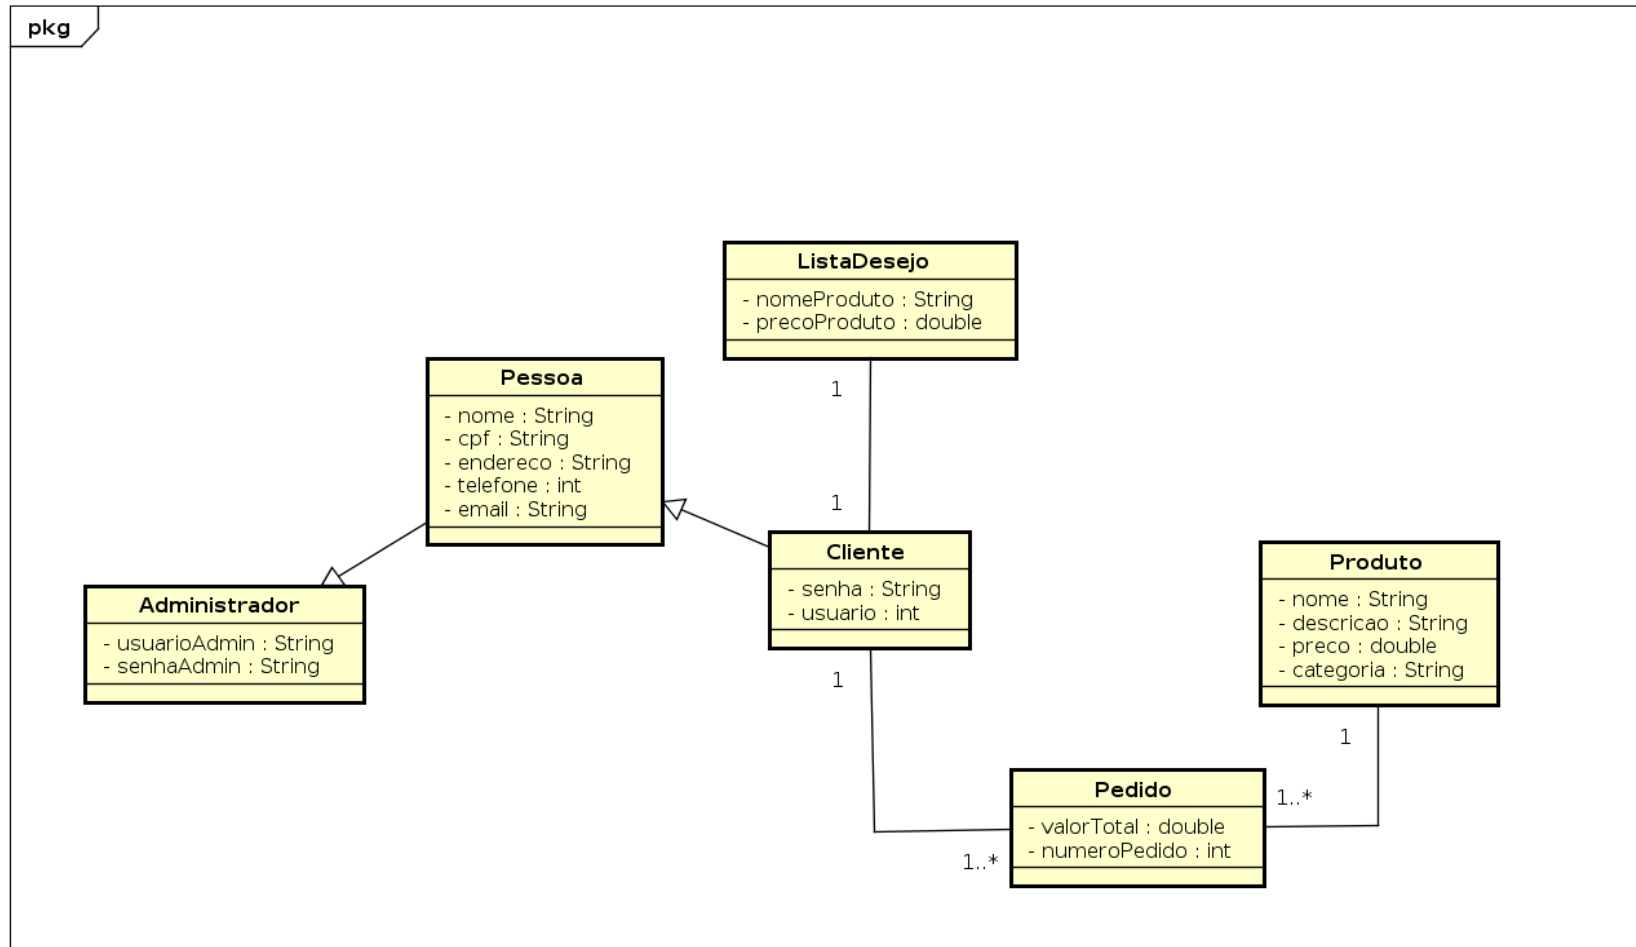 pkg
ListaDesejo
- nomeProduto : String
- precoProduto : double
1
1
Pessoa
- nome : String
- cpf : String
- endereco : String
- telefone : int
- email : String
Cliente
- senha : String
- usuario : int
1
Administrador
- usuarioAdmin : String
- senhaAdmin : String
Produto
- nome : String
- descricao : String
- preco : double
- categoria : String
1
1..*
Pedido
- valorTotal : double
- numeroPedido : int
1..*